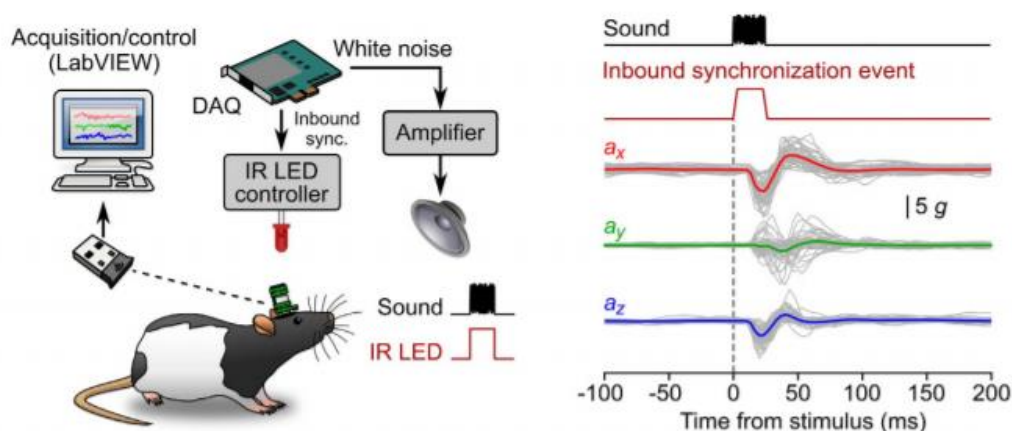 Acquisition/control
(LabVIEW)
DAQ
White noise
Inbound
sync.
IR LED
controller
Amplifier
Sound
IR LED
Sound
Inbound synchronization event
ax
5 g
ay
az
-100 -50 0 50 100 150 200
Time from stimulus (ms)